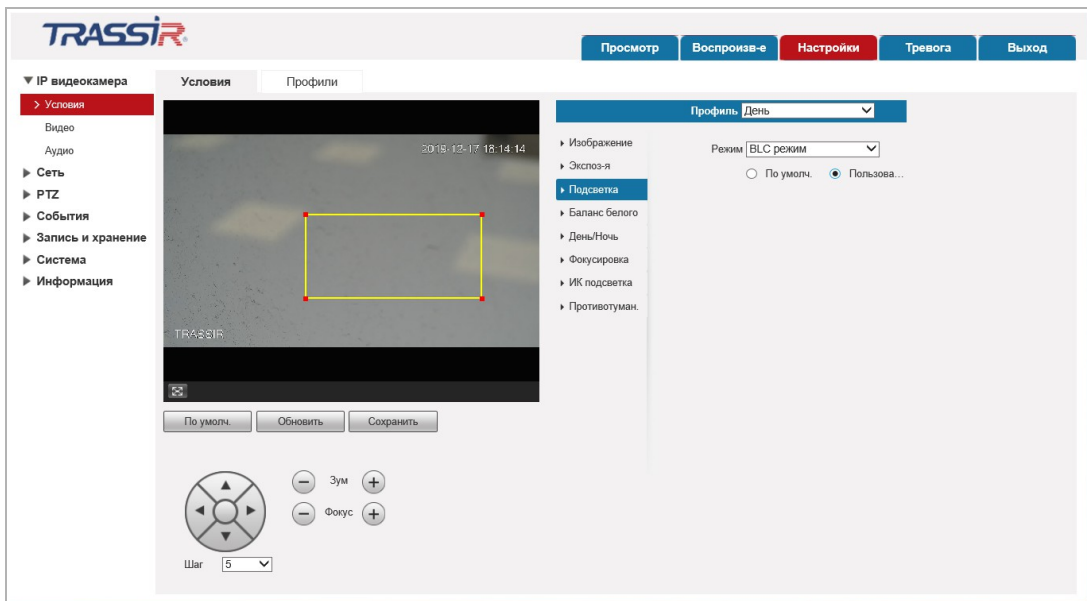 TRASSIR
Просмотр
Воспроизв-е
Настройки
Тревога
Выход
IP видеокамера
Условия
Видео
Аудио
Сеть
PTZ
События
Запись и хранение
Система
Информация
Условия
Профили
2019-12-17 18:14:14
TRASSIR
По умолч.
Обновить
Сохранить
Зум
Фокус
Шаг 5
Профиль День
Изображение
Экспоз-я
Подсветка
Баланс белого
День/Ночь
Фокусировка
ИК подсветка
Противотуман.
Режим BLC режим
По умолч. Пользова...